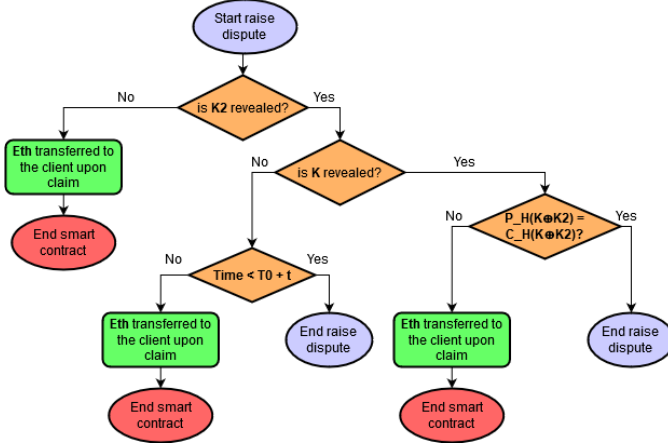 Start raise
dispute
No
is K2 revealed?
Yes
Eth transferred to
the client upon
claim
End smart
contract
No
is K revealed?
Yes
No
P_H(K⊕K2) =
C_H(K⊕K2)?
Yes
No
Time < T0 + t
Yes
Eth transferred to
the client upon
claim
End raise
dispute
Eth transferred to
the client upon
claim
End raise
dispute
End smart
contract
End smart
contract